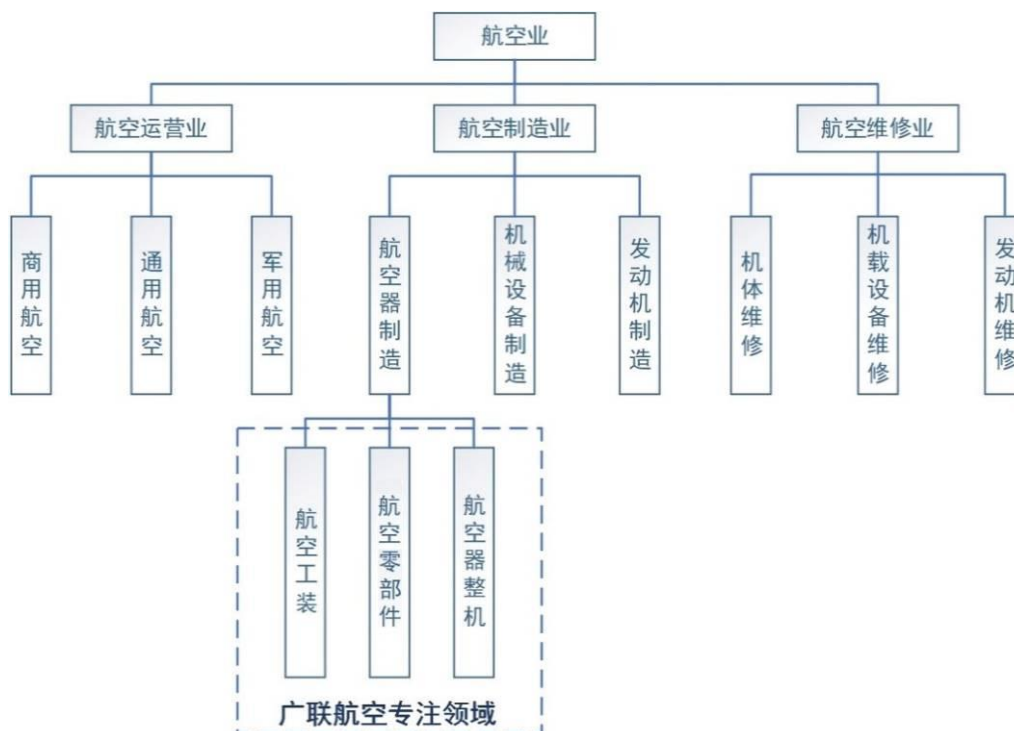 航空业
航空运营业
航空制造业
航空维修业
商用航空
通用航空
军用航空
航空器制造
机械设备制造
发动机制造
机体维修
机载设备维修
发动机维修
航空工装
航空零部件
航空器整机
广联航空专注领域